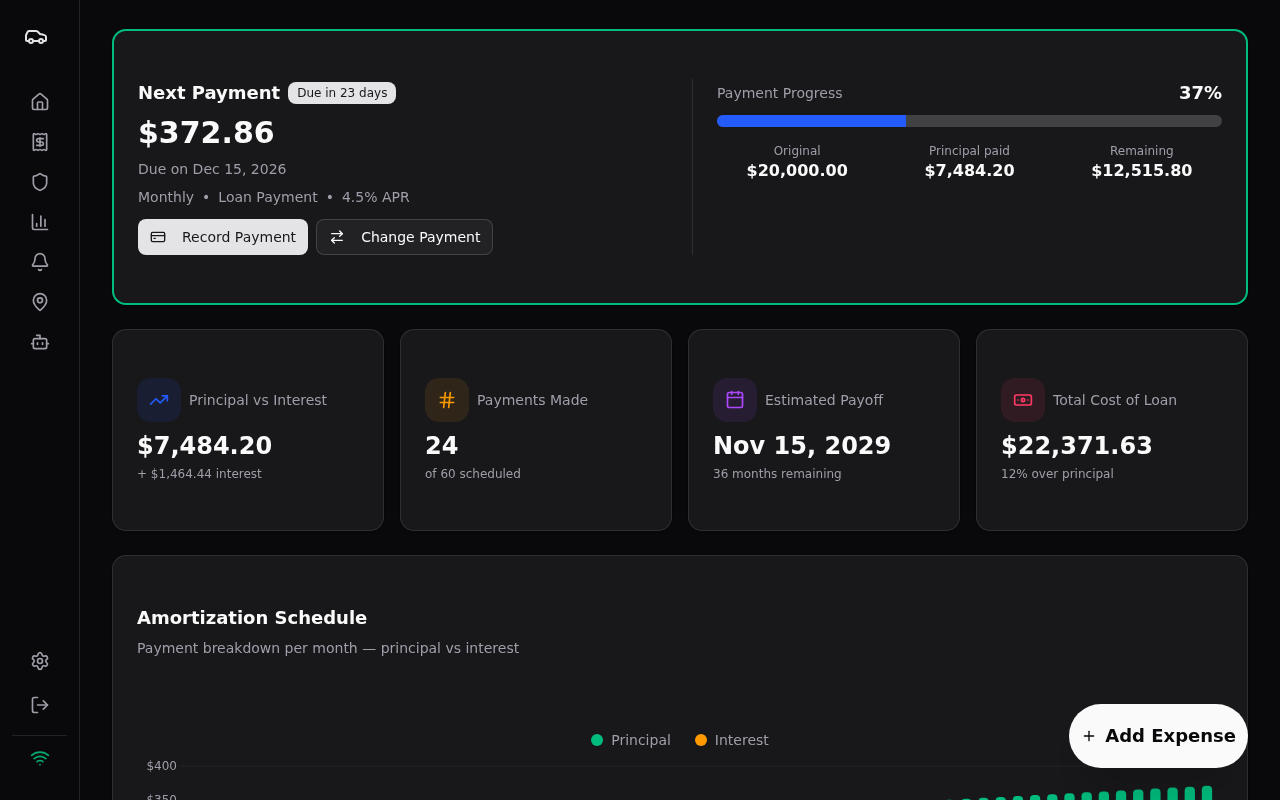 Next Payment Due in 23 days
$372.86
Due on Dec 15, 2026
Monthly • Loan Payment • 4.5% APR
Record Payment Change Payment
Payment Progress 37%
Original Principal paid Remaining
$20,000.00 $7,484.20 $12,515.80
Principal vs Interest
$7,484.20
+ $1,464.44 interest
Payments Made
24
of 60 scheduled
Estimated Payoff
Nov 15, 2029
36 months remaining
Total Cost of Loan
$22,371.63
12% over principal
Amortization Schedule
Payment breakdown per month — principal vs interest
Principal Interest
+ Add Expense
$400
$350